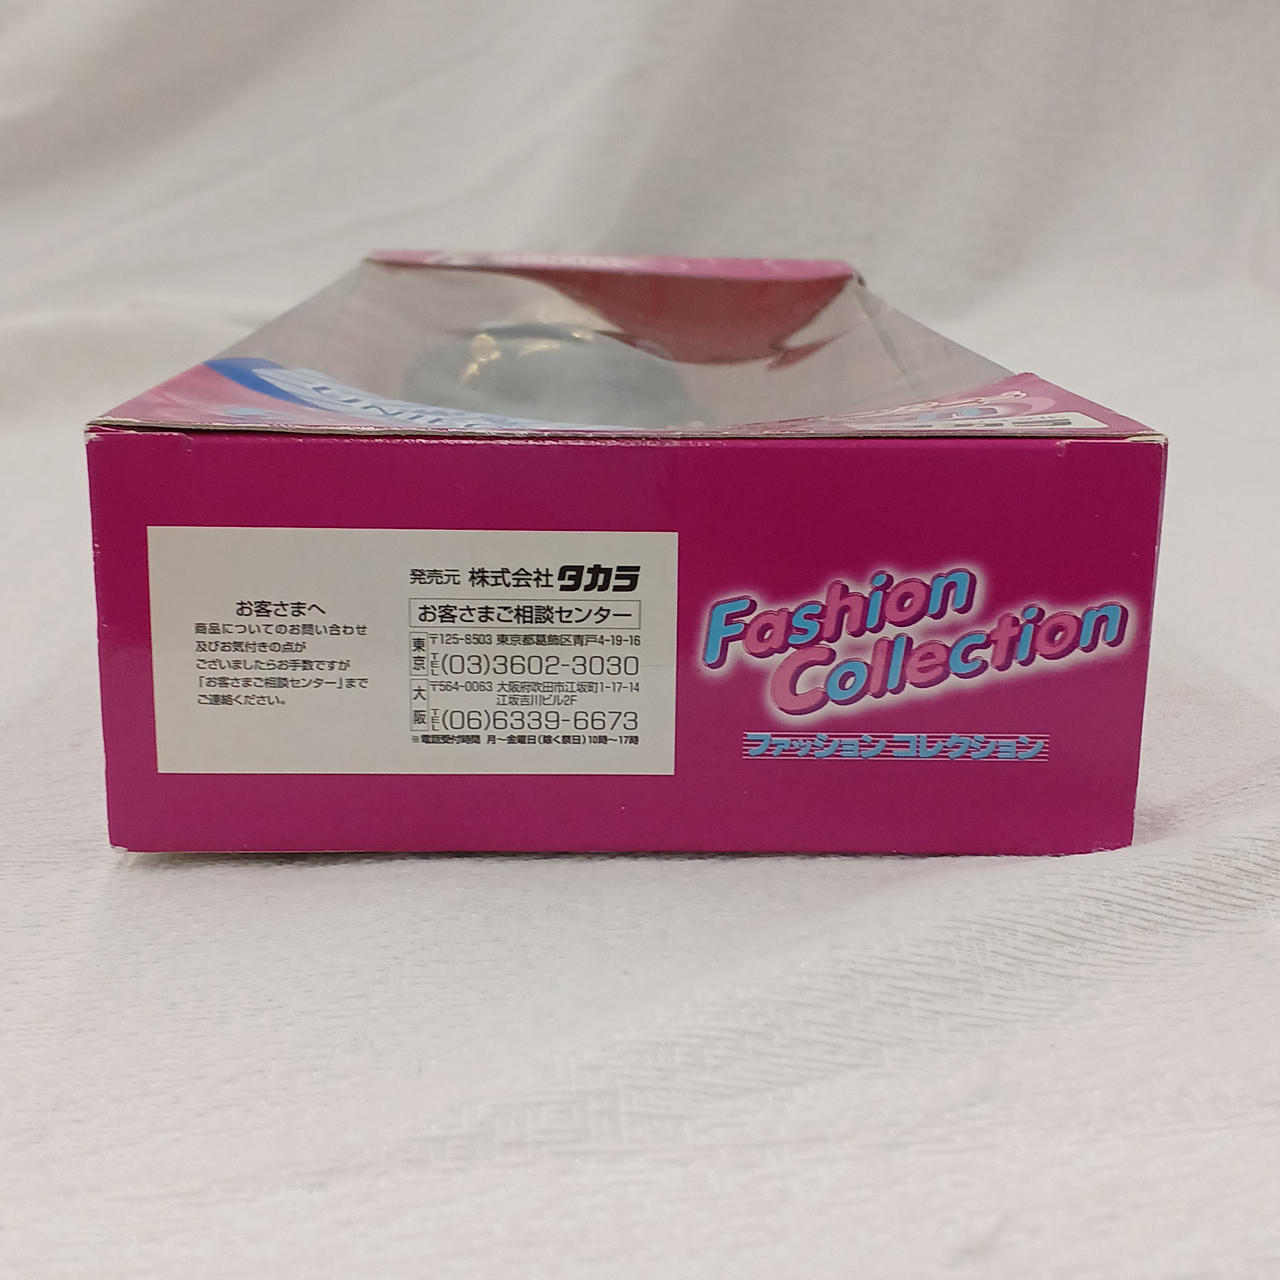 お客さまへ
商品についてのお問い合わせ
及びお気付きの点が
ございましたらお手数ですが
「お客さまご相談センター」まで
ご連絡ください。
発売元 株式会社タカラ
お客さまご相談センター
東京 〒125-8503 東京都葛飾区青戸4-19-16
TEL (03)3602-3030
大阪 〒564-0063 大阪府吹田市江坂町1-17-14
江坂吉川ビル2F
TEL (06)6339-6673
※電話受付時間 月〜金曜日(除く祭日)10時〜17時
Fashion
Collection
ファッション コレクション